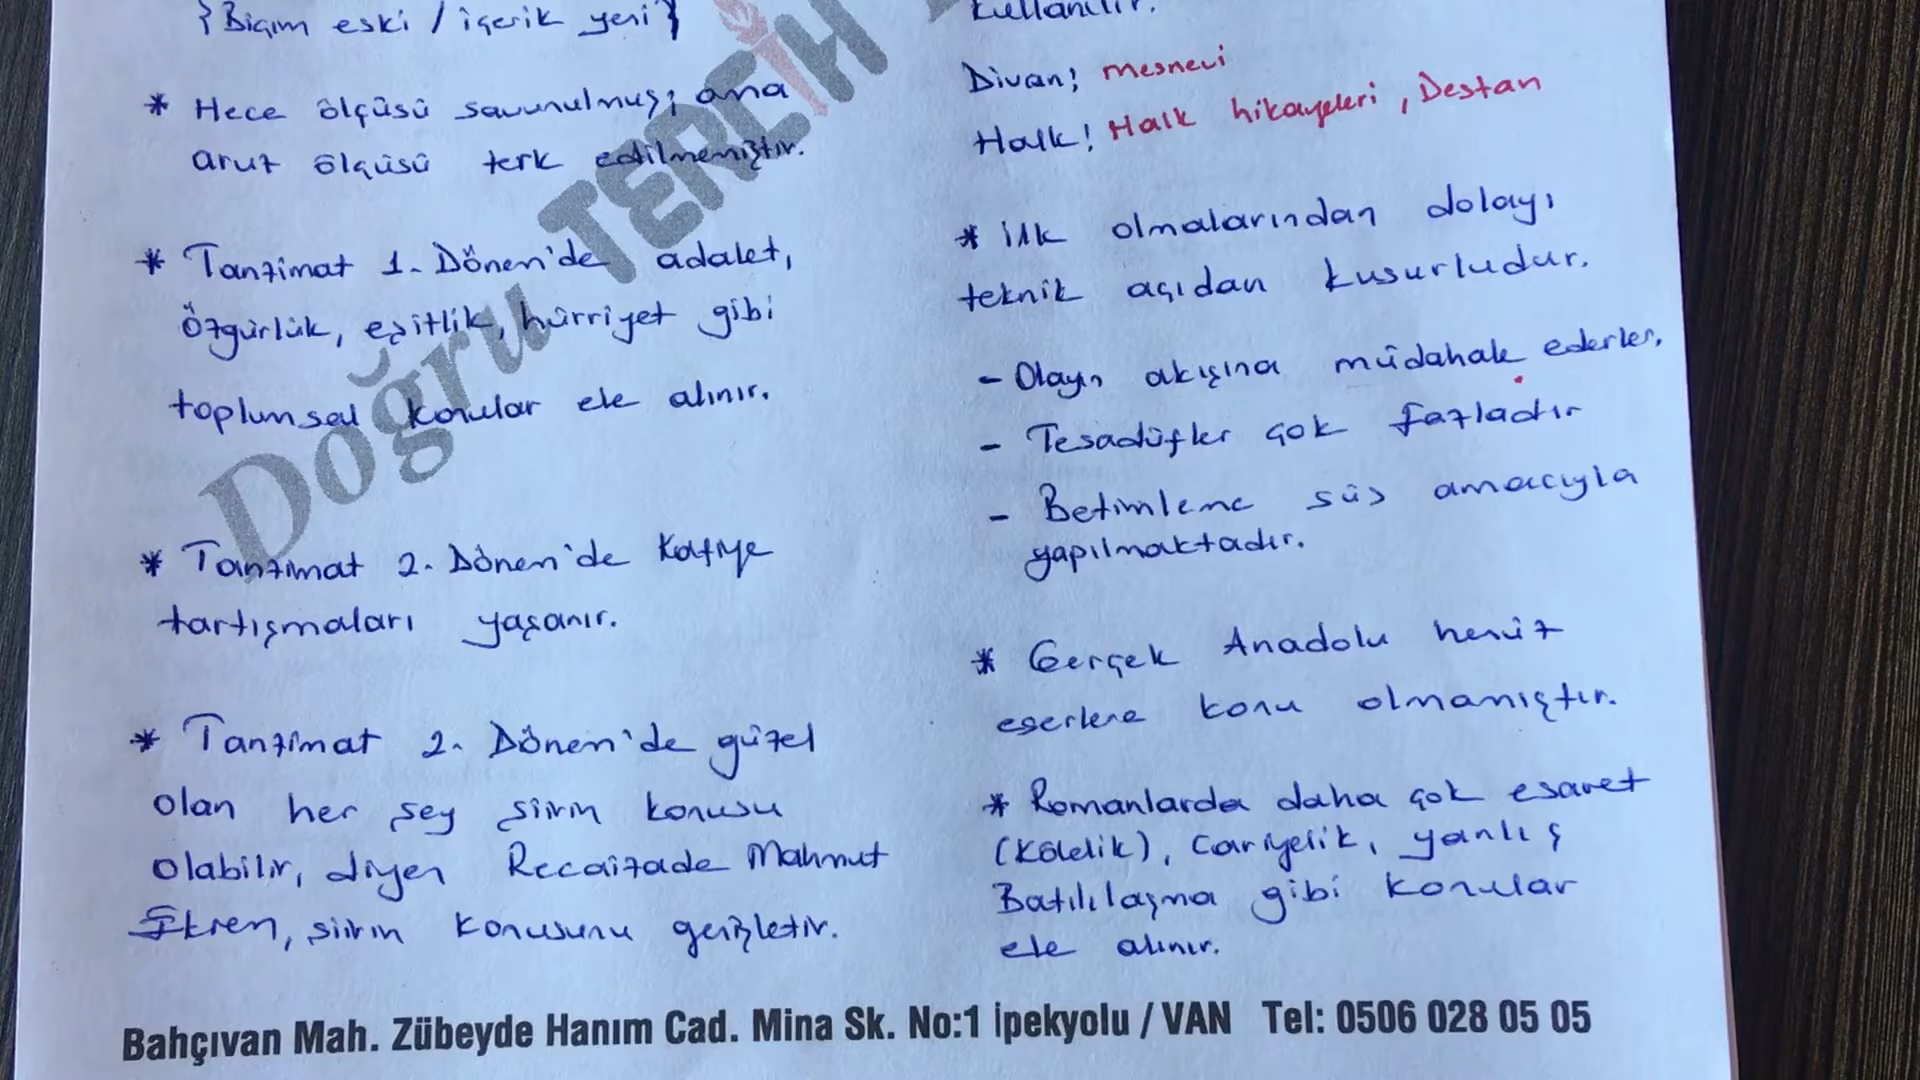 {Biçim eski / içerik yeni}
* Hece ölçüsü savunulmuş; ama
aruz ölçüsü terk edilmemiştir.
* Tanzimat 1. Dönem'de adalet,
Özgürlük, eşitlik, hürriyet gibi
toplumsal konular ele alınır.
* Tanzimat 2. Dönem'de Kafiye
tartışmaları yaşanır.
* Tanzimat 2. Dönem'de güzel
olan her şey şiirin konusu
olabilir, diyen Recaizade Mahmut
Ekrem, şiirin konusunu genişletir.
kullanılır.
Divan; mesnevi
Halk; Halk hikayeleri, Destan
* İlk olmalarından dolayı
teknik açıdan kusurludur.
- Olayın akışına müdahale ederler.
- Tesadüfler çok fazladır
- Betimleme süs amacıyla
yapılmaktadır.
* Gerçek Anadolu henüz
eserlere konu olmamıştır.
* Romanlarda daha çok esaret
(Kölelik), Cariyelik, yanlış
Batılılaşma gibi konular
ele alınır.
Doğru TERCİH
Bahçıvan Mah. Zübeyde Hanım Cad. Mina Sk. No:1 İpekyolu / VAN Tel: 0506 028 05 05